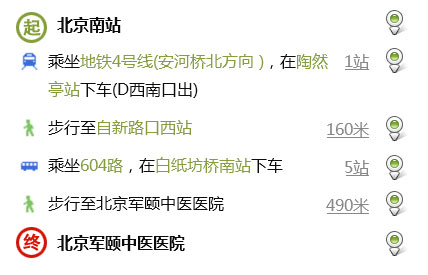 起 北京南站
乘坐地铁4号线(安河桥北方向），在陶然 1站
亭站下车(D西南口出)
步行至自新路口西站 160米
乘坐604路，在白纸坊桥南站下车 5站
步行至北京军颐中医医院 490米
终 北京军颐中医医院